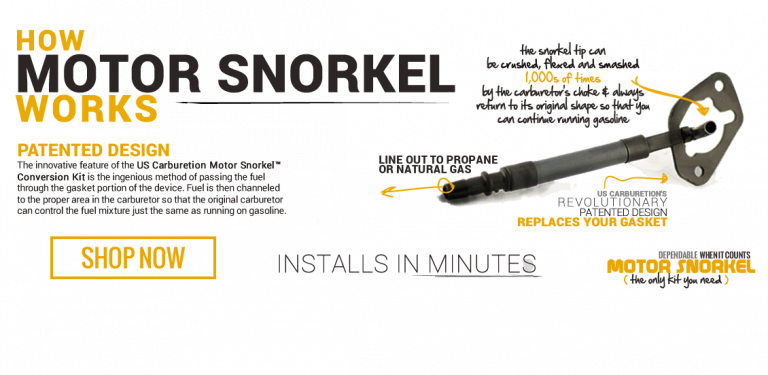 HOW
MOTOR SNORKEL
WORKS
PATENTED DESIGN
The innovative feature of the US Carburetion Motor Snorkel™
Conversion Kit is the ingenious method of passing the fuel
through the gasket portion of the device. Fuel is then channeled
to the proper area in the carburetor so that the original carburetor
can control the fuel mixture just the same as running on gasoline.
SHOP NOW
the snorkel tip can
be crushed, flexed and smashed
1,000s of times
by the carburetor's choke & always
return to its original shape so that you
can continue running gasoline
LINE OUT TO PROPANE
OR NATURAL GAS
US CARBURETION'S
REVOLUTIONARY
PATENTED DESIGN
REPLACES YOUR GASKET
INSTALLS IN MINUTES
DEPENDABLE WHEN IT COUNTS
MOTOR SNORKEL
(the only kit you need)